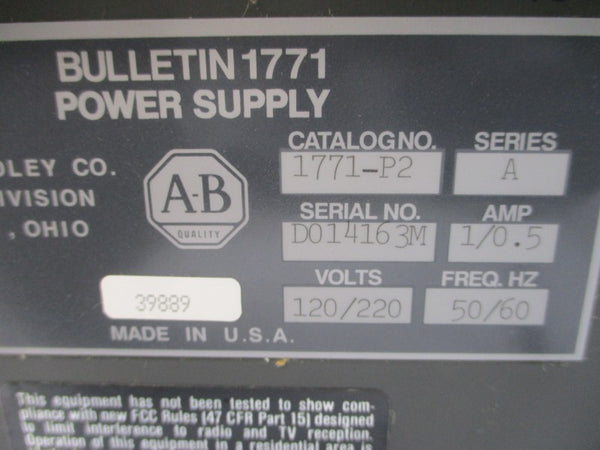 BULLETIN 1771
POWER SUPPLY
CATALOG NO. SERIES
1771-P2 A
DLEY CO.
IVISION
, OHIO
A-B
QUALITY
SERIAL NO. AMP
D014163M 1/0.5
VOLTS FREQ. HZ
120/220 50/60
39889
MADE IN U.S.A.
This equipment has not been tested to show com-
pliance with new FCC Rules (47 CFR Part 15) designed
to limit interference to radio and TV reception.
Operation of this equipment in a residential area is